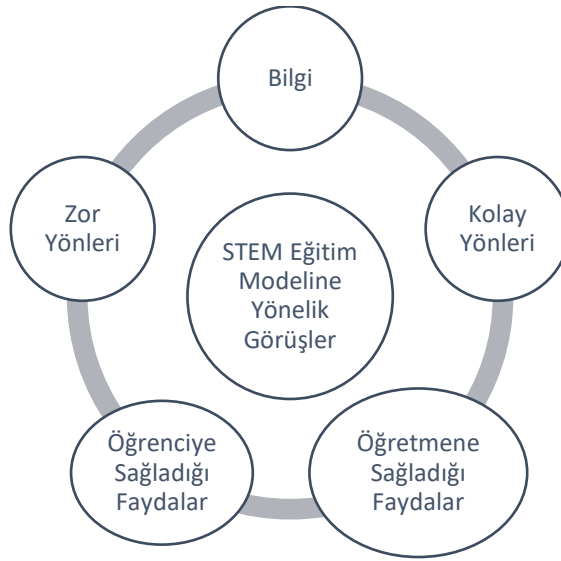 Bilgi
Zor
Yönleri
Kolay
Yönleri
STEM Eğitim
Modeline
Yönelik
Görüşler
Öğrenciye
Sağladığı
Faydalar
Öğretmene
Sağladığı
Faydalar